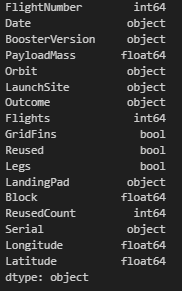 FlightNumber int64
Date object
BoosterVersion object
PayloadMass float64
Orbit object
LaunchSite object
Outcome object
Flights int64
GridFins bool
Reused bool
Legs bool
LandingPad object
Block float64
ReusedCount int64
Serial object
Longitude float64
Latitude float64
dtype: object